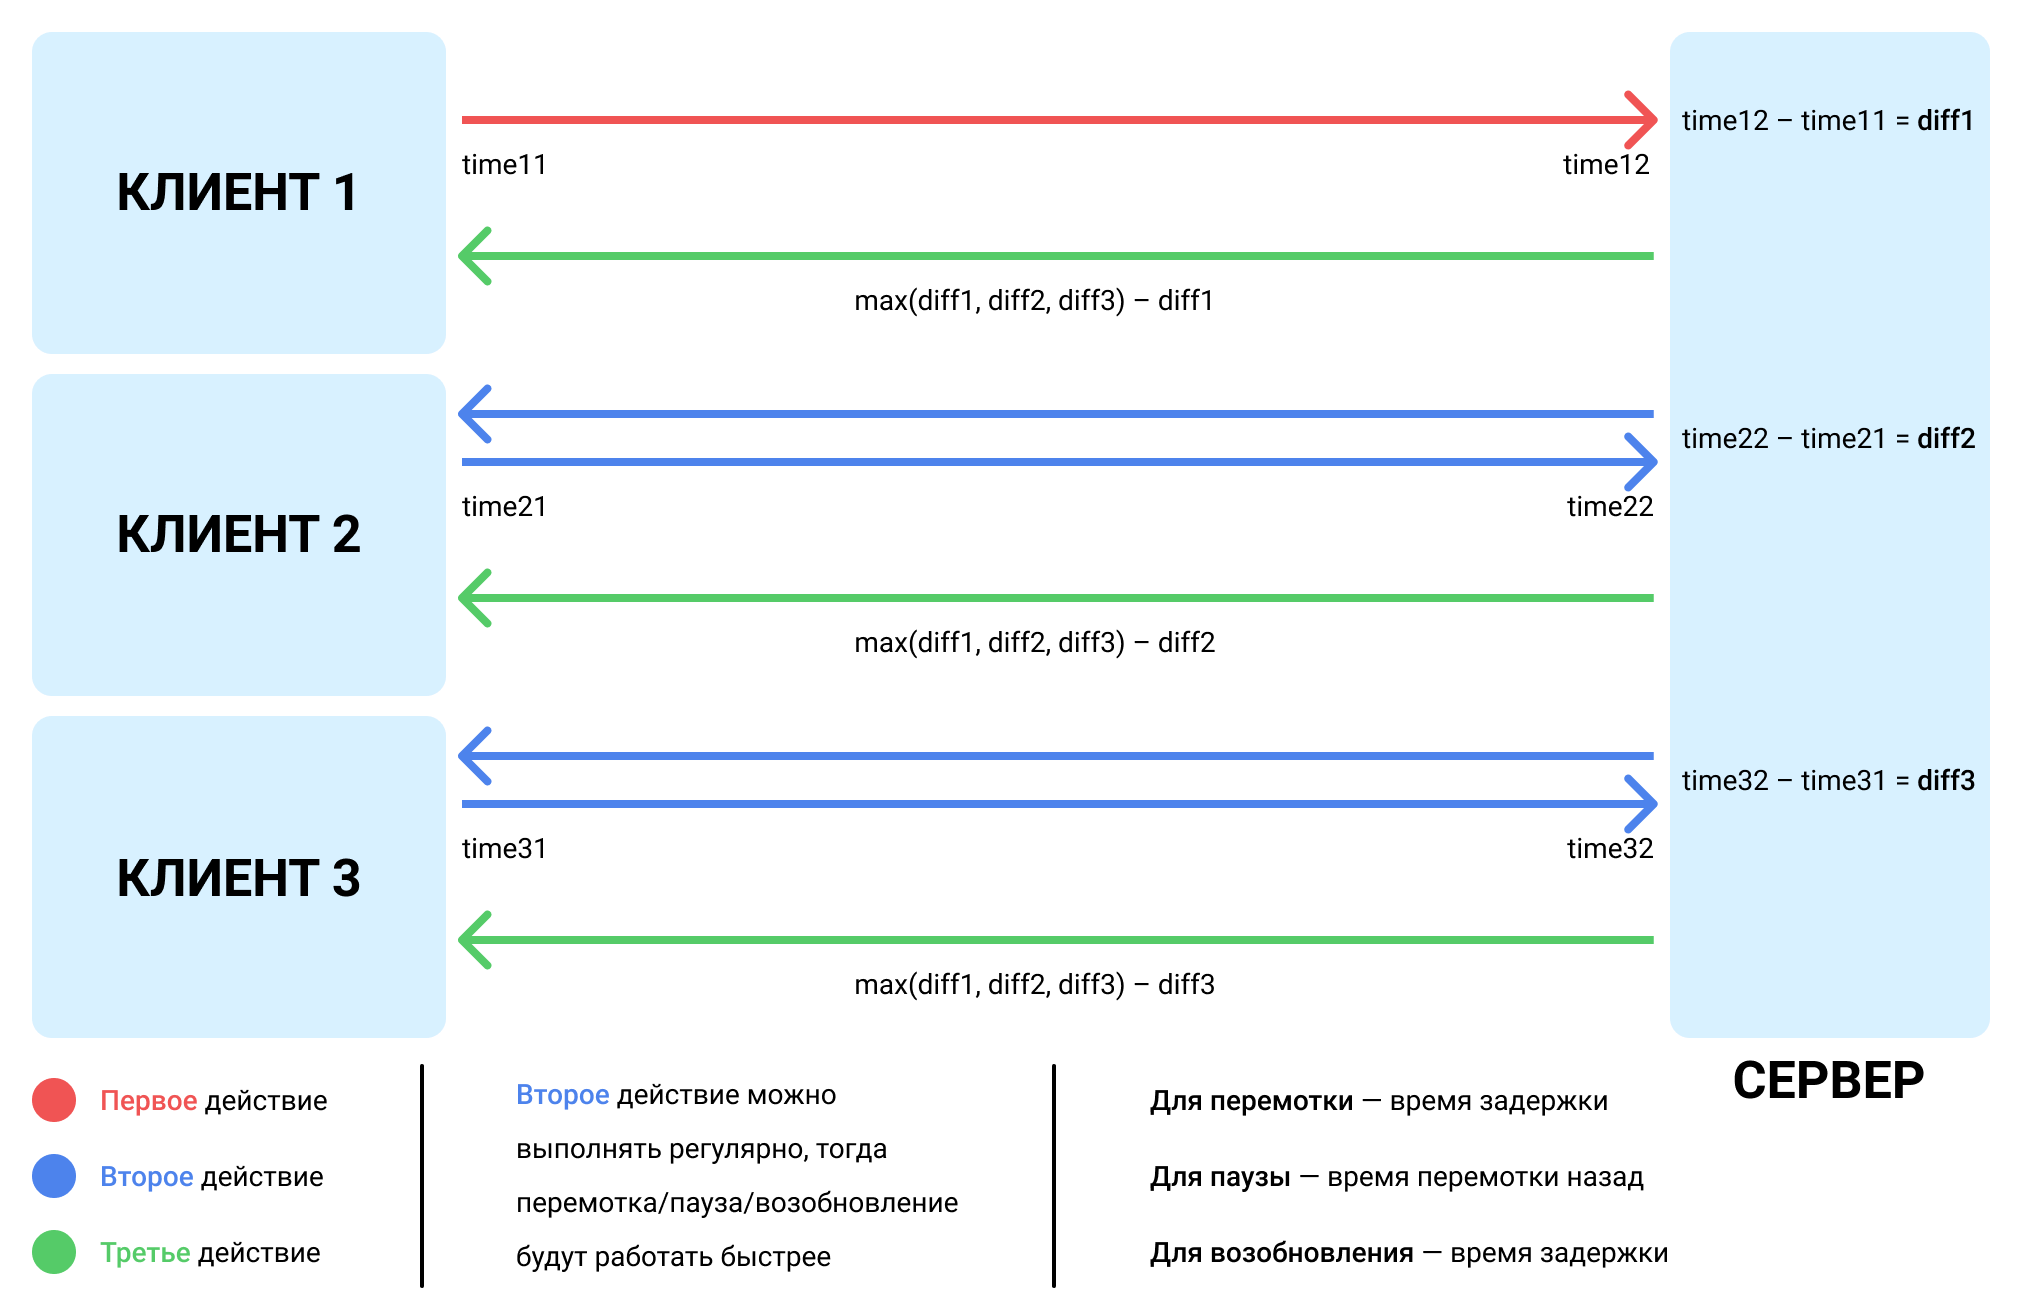 КЛИЕНТ 1
time11
time12
time12 – time11 = diff1
max(diff1, diff2, diff3) – diff1
КЛИЕНТ 2
time21
time22
time22 – time21 = diff2
max(diff1, diff2, diff3) – diff2
КЛИЕНТ 3
time31
time32
time32 – time31 = diff3
max(diff1, diff2, diff3) – diff3
СЕРВЕР
Первое действие
Второе действие
Третье действие
Второе действие можно
выполнять регулярно, тогда
перемотка/пауза/возобновление
будут работать быстрее
Для перемотки — время задержки
Для паузы — время перемотки назад
Для возобновления — время задержки